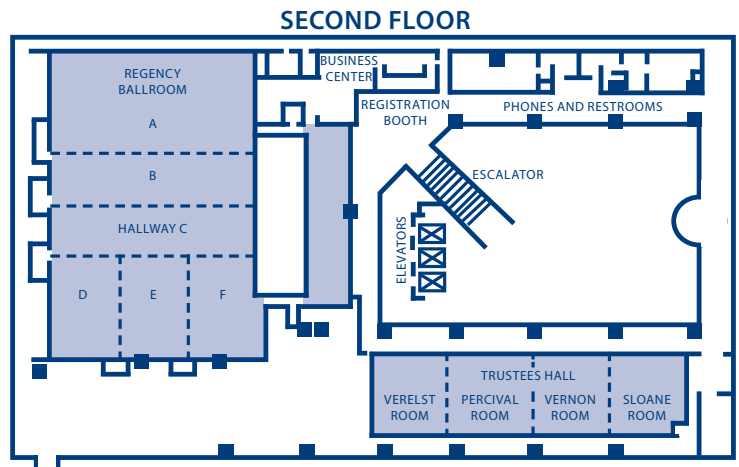 SECOND FLOOR
BUSINESS
CENTER
REGENCY
BALLROOM
A
REGISTRATION
BOOTH
PHONES AND RESTROOMS
B
ESCALATOR
HALLWAY C
ELEVATORS
D
E
F
TRUSTEES HALL
VERELST
ROOM
PERCIVAL
ROOM
VERNON
ROOM
SLOANE
ROOM